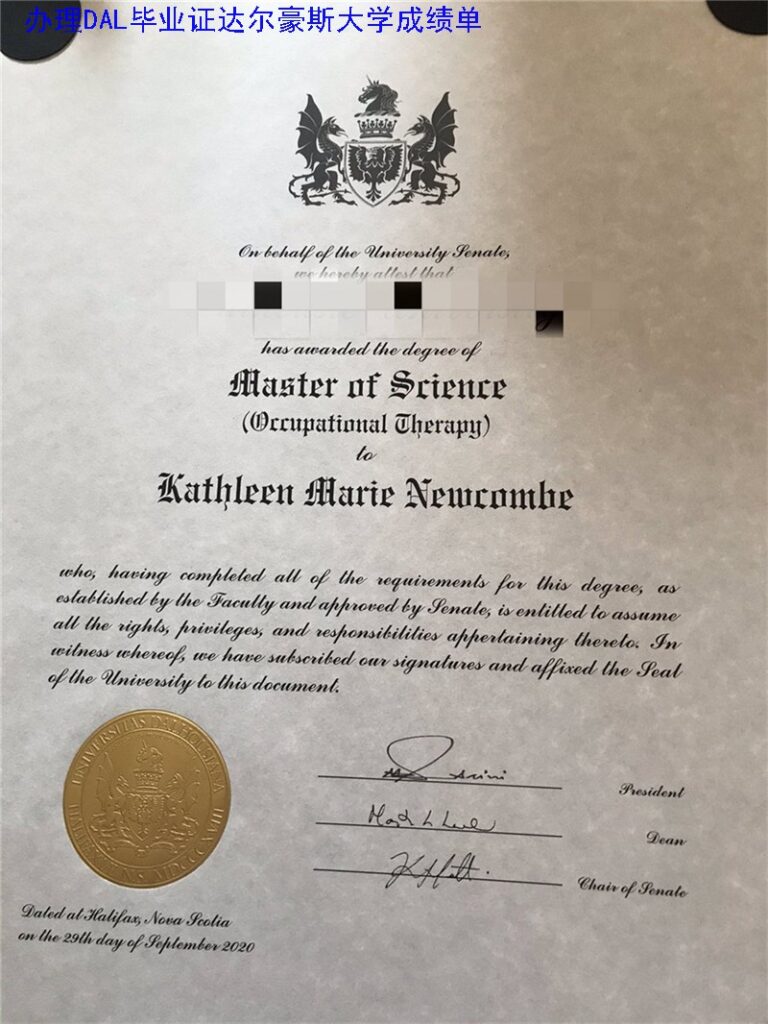 办理DAL毕业证达尔豪斯大学成绩单
On behalf of the University Senate,
we hereby attest that
has awarded the degree of
Master of Science
(Occupational Therapy)
to
Kathleen Marie Newcombe
who, having completed all of the requirements for this degree, as
established by the Faculty and approved by Senate, is entitled to assume
all the rights, privileges, and responsibilities appertaining thereto. In
witness whereof, we have subscribed our signatures and affixed the Seal
of the University to this document.
President
Dean
Chair of Senate
Dated at Halifax, Nova Scotia
on the 29th day of September 2020